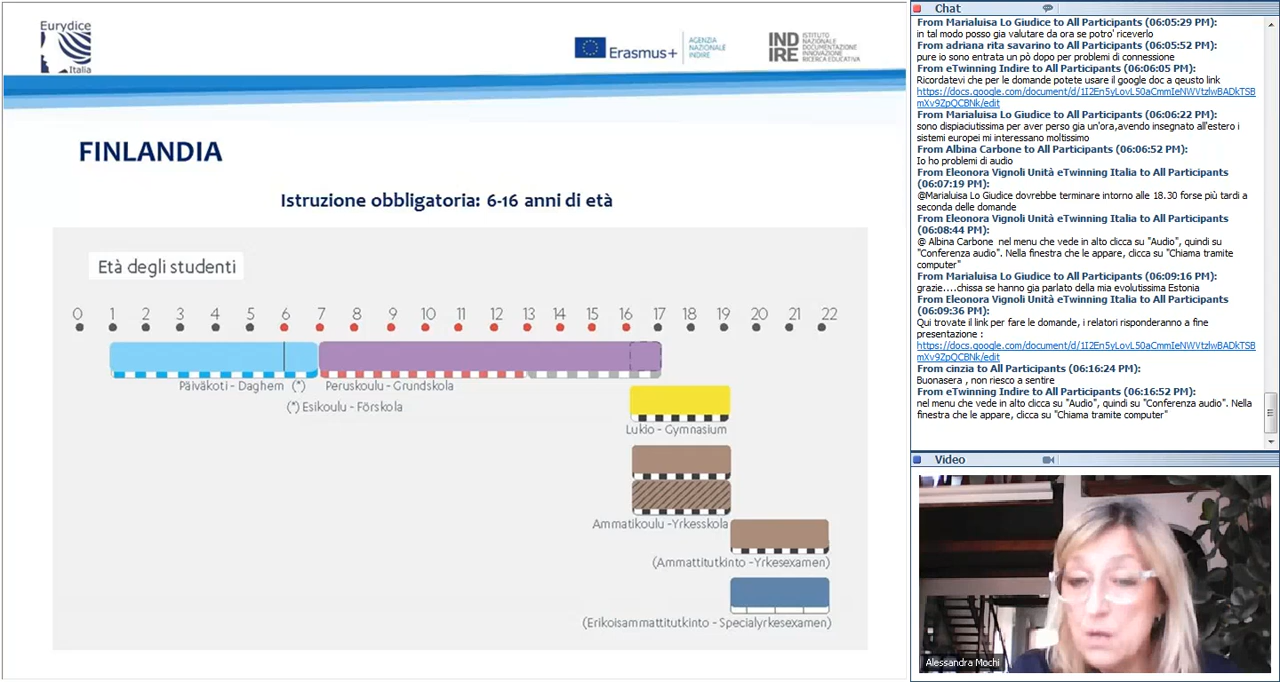 Eurydice
Italia
Erasmus+
AGENZIA
NAZIONALE
INDIRE
IND
IRE
ISTITUTO
NAZIONALE
DOCUMENTAZIONE
INNOVAZIONE
RICERCA EDUCATIVA
FINLANDIA
Istruzione obbligatoria: 6-16 anni di età
Età degli studenti
0 1 2 3 4 5 6 7 8 9 10 11 12 13 14 15 16 17 18 19 20 21 22
Päiväkoti - Daghem (*) Peruskoulu - Grundskola
(*) Esikoulu - Förskola
Lukio - Gymnasium
Ammatikoulu -Yrkesskola
(Ammattitutkinto -Yrkesexamen)
(Erikoisammattitutkinto - Specialyrkesexamen)
Chat
From Marialuisa Lo Giudice to All Participants (06:05:29 PM):
in tal modo posso gia valutare da ora se potro' riceverlo
From adriana rita savarino to All Participants (06:05:52 PM):
pure io sono entrata un pò dopo per problemi di connessione
From eTwinning Indire to All Participants (06:06:05 PM):
Ricordatevi che per le domande potete usare il google doc a qeusto link
https://docs.google.com/document/d/1I2En5yLovL50aCmmIeNWVtzlwBADkTSB
mXv9ZpQCBNk/edit
From Marialuisa Lo Giudice to All Participants (06:06:22 PM):
sono dispiaciutissima per aver perso gia un'ora,avendo insegnato all'estero i
sistemi europei mi interessano moltissimo
From Albina Carbone to All Participants (06:06:52 PM):
Io ho problemi di audio
From Eleonora Vignoli Unità eTwinning Italia to All Participants
(06:07:19 PM):
@Marialuisa Lo Giudice dovrebbe terminare intorno alle 18.30 forse più tardi a
seconda delle domande
From Eleonora Vignoli Unità eTwinning Italia to All Participants
(06:08:44 PM):
@ Albina Carbone nel menu che vede in alto clicca su "Audio", quindi su
"Conferenza audio". Nella finestra che le appare, clicca su "Chiama tramite
computer"
From Marialuisa Lo Giudice to All Participants (06:09:16 PM):
grazie....chissa se hanno gia parlato della mia evolutissima Estonia
From Eleonora Vignoli Unità eTwinning Italia to All Participants
(06:09:36 PM):
Qui trovate il link per fare le domande, i relatori risponderanno a fine
presentazione :
https://docs.google.com/document/d/1I2En5yLovL50aCmmIeNWVtzlwBADkTSB
mXv9ZpQCBNk/edit
From cinzia to All Participants (06:16:24 PM):
Buonasera , non riesco a sentire
From eTwinning Indire to All Participants (06:16:52 PM):
nel menu che vede in alto clicca su "Audio", quindi su "Conferenza audio". Nella
finestra che le appare, clicca su "Chiama tramite computer"
Video
Alessandra Mochi